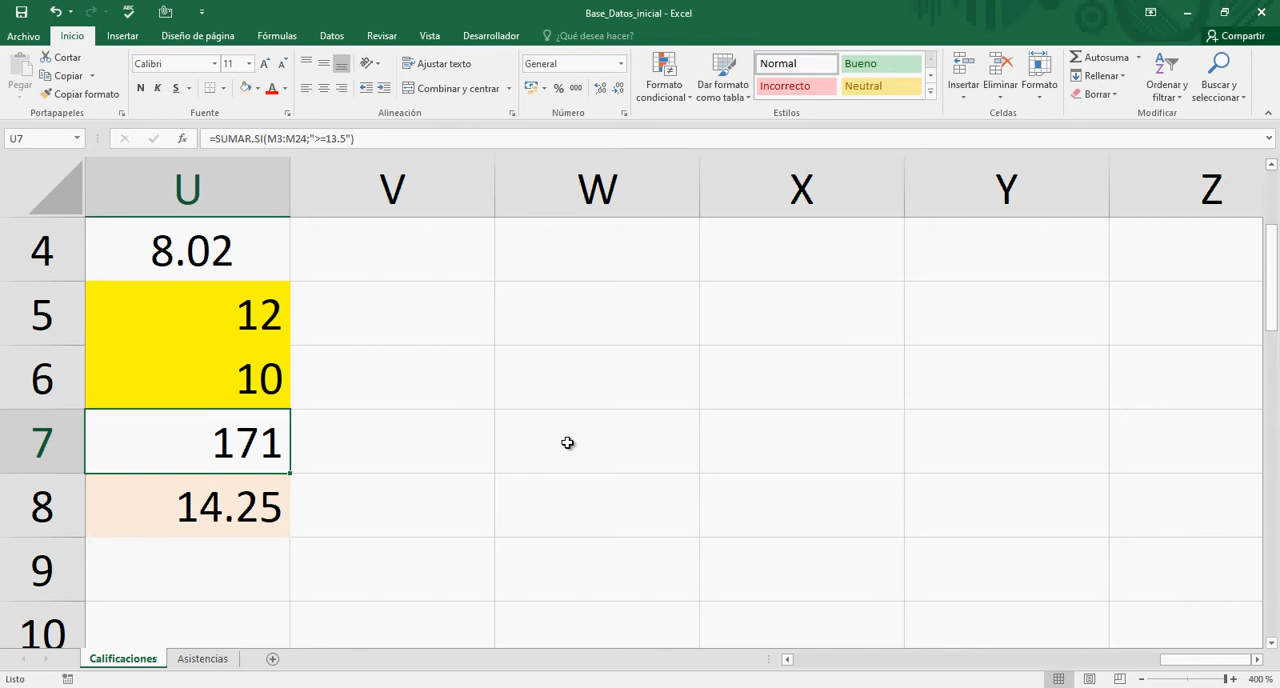 Base_Datos_inicial - Excel
Archivo Inicio Insertar Diseño de página Fórmulas Datos Revisar Vista Desarrollador ¿Qué desea hacer? Compartir
Pegar
Cortar
Copiar
Copiar formato
Portapapeles
Calibri 11
N K S
Fuente
Ajustar texto
Combinar y centrar
Alineación
General
% 000
Número
Formato condicional
Dar formato como tabla
Normal Bueno
Incorrecto Neutral
Estilos
Insertar Eliminar Formato
Celdas
Autosuma
Rellenar
Borrar
Ordenar y filtrar
Buscar y seleccionar
Modificar
U7 fx =SUMAR.SI(M3:M24;">=13.5")
U V W X Y Z
4 8.02
5 12
6 10
7 171
8 14.25
9
10
Calificaciones Asistencias
Listo 400 %